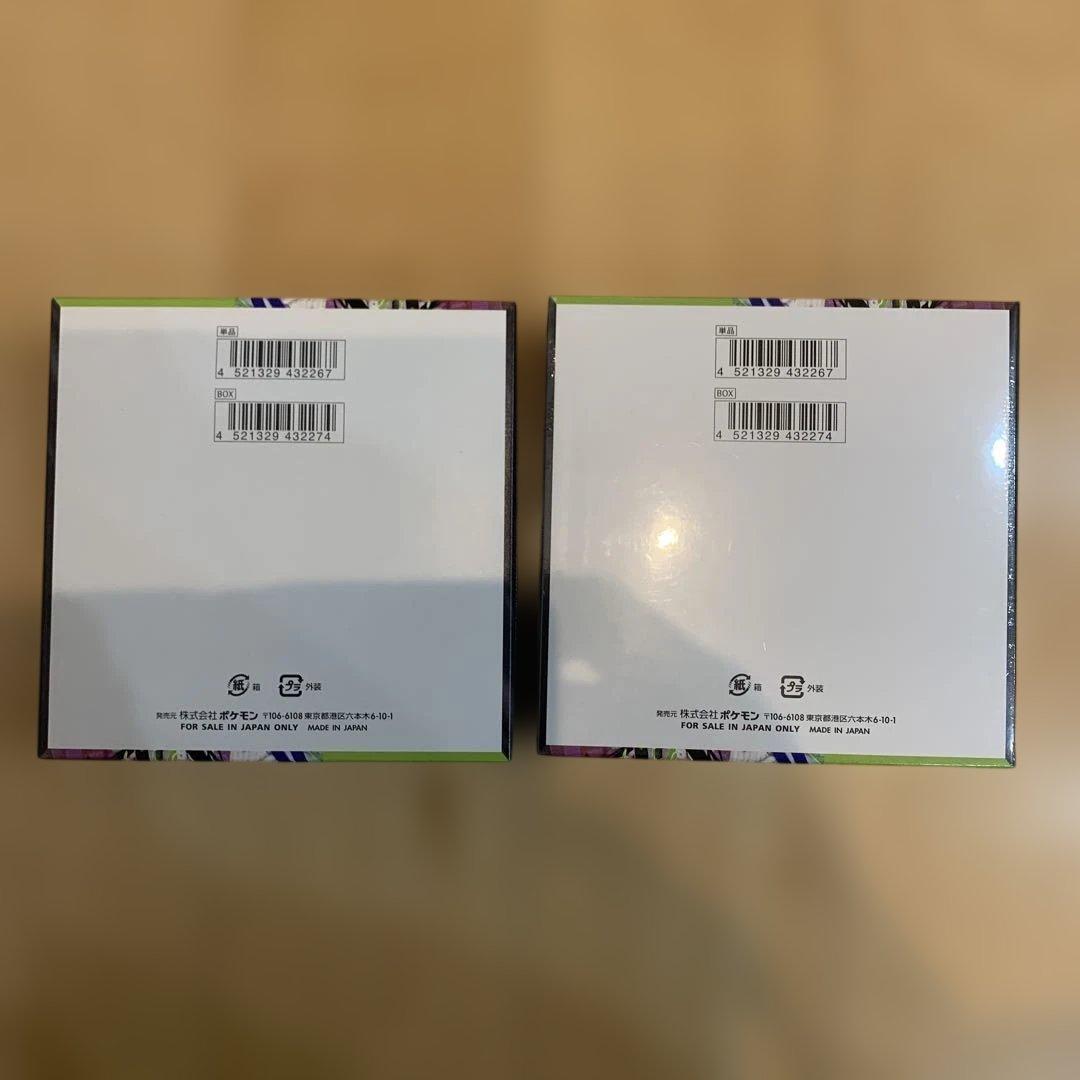 単品
4 521329 432267
BOX
4 521329 432274
紙 箱 プラ 外装
発売元 株式会社ポケモン 〒106-6108 東京都港区六本木6-10-1
FOR SALE IN JAPAN ONLY MADE IN JAPAN
単品
4 521329 432267
BOX
4 521329 432274
紙 箱 プラ 外装
発売元 株式会社ポケモン 〒106-6108 東京都港区六本木6-10-1
FOR SALE IN JAPAN ONLY MADE IN JAPAN